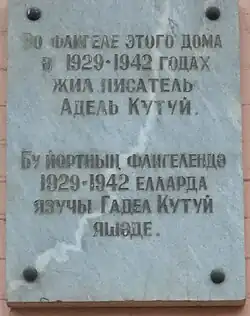 Во флигеле этого дома
в 1929-1942 годах
жил писатель
Адель Кутуй.
Бу йортның флигелендә
1929-1942 елларда
язучы Гадел Кутуй
яшәде.